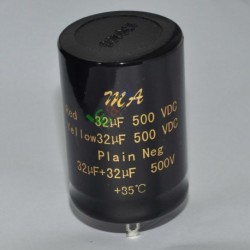 MA
Red 32µF 500 VDC
Yellow32µF 500 VDC
Plain Neg
32µF+32µF 500V
+85℃